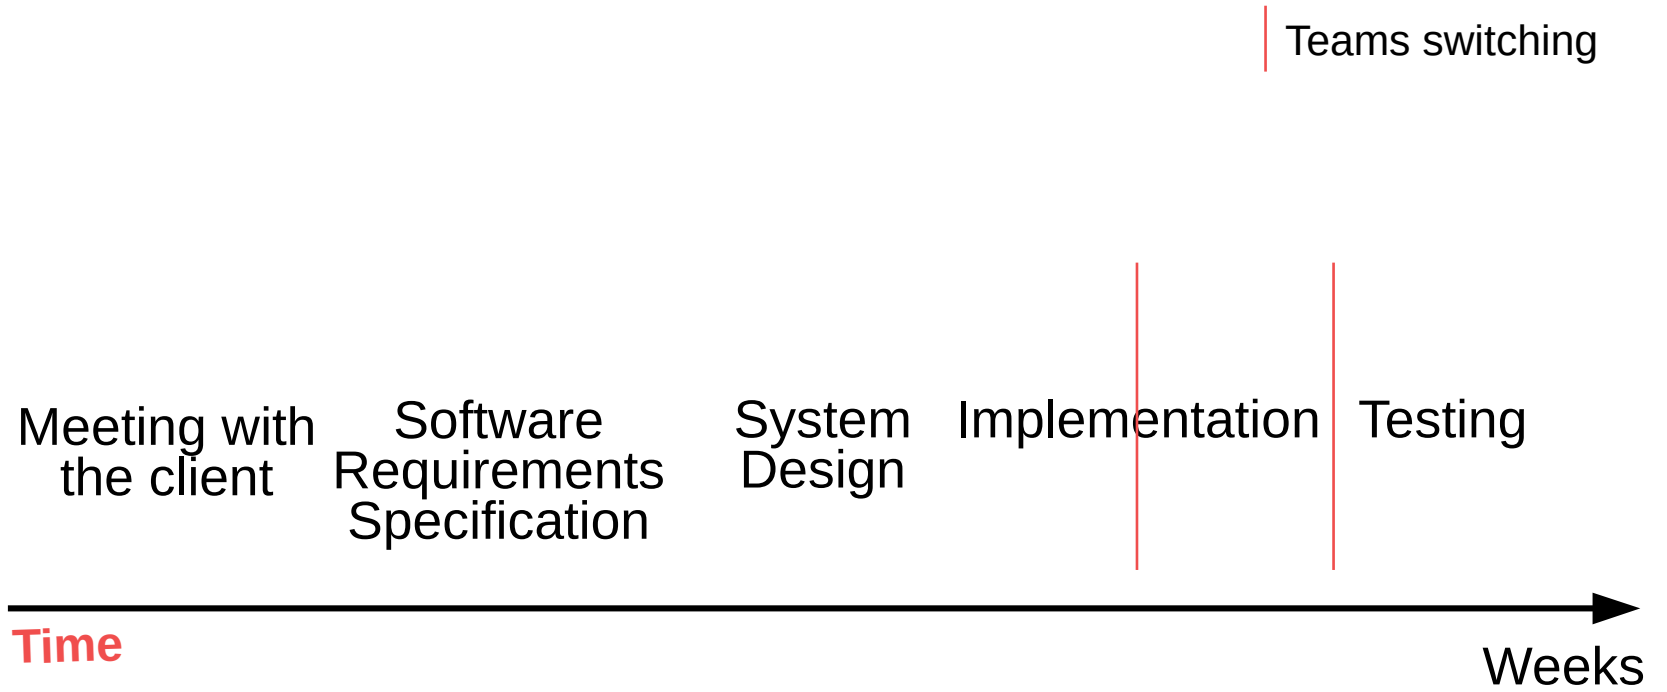 Teams switching
Meeting with
the client
Software
Requirements
Specification
System
Design
Implementation
Testing
Time
Weeks